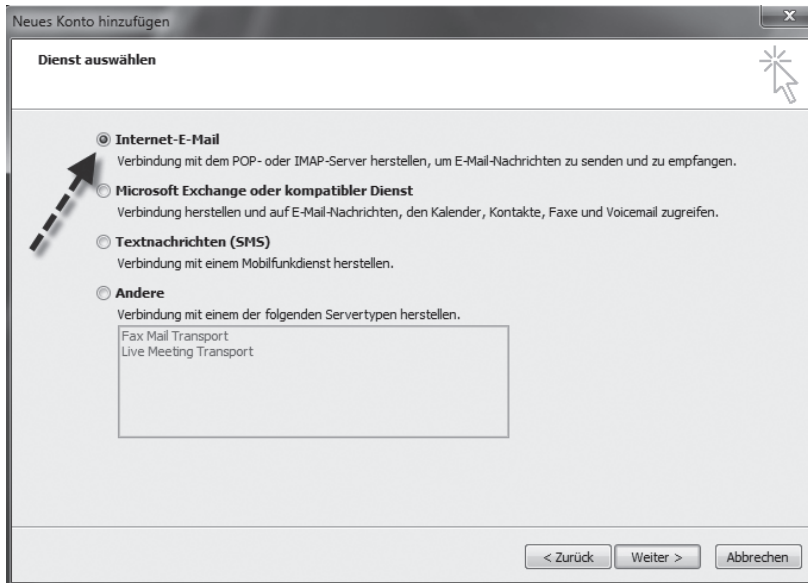 Neues Konto hinzufügen
Dienst auswählen
Internet-E-Mail
Verbindung mit dem POP- oder IMAP-Server herstellen, um E-Mail-Nachrichten zu senden und zu empfangen.
Microsoft Exchange oder kompatibler Dienst
Verbindung herstellen und auf E-Mail-Nachrichten, den Kalender, Kontakte, Faxe und Voicemail zugreifen.
Textnachrichten (SMS)
Verbindung mit einem Mobilfunkdienst herstellen.
Andere
Verbindung mit einem der folgenden Servertypen herstellen.
Fax Mail Transport
Live Meeting Transport
< Zurück Weiter > Abbrechen